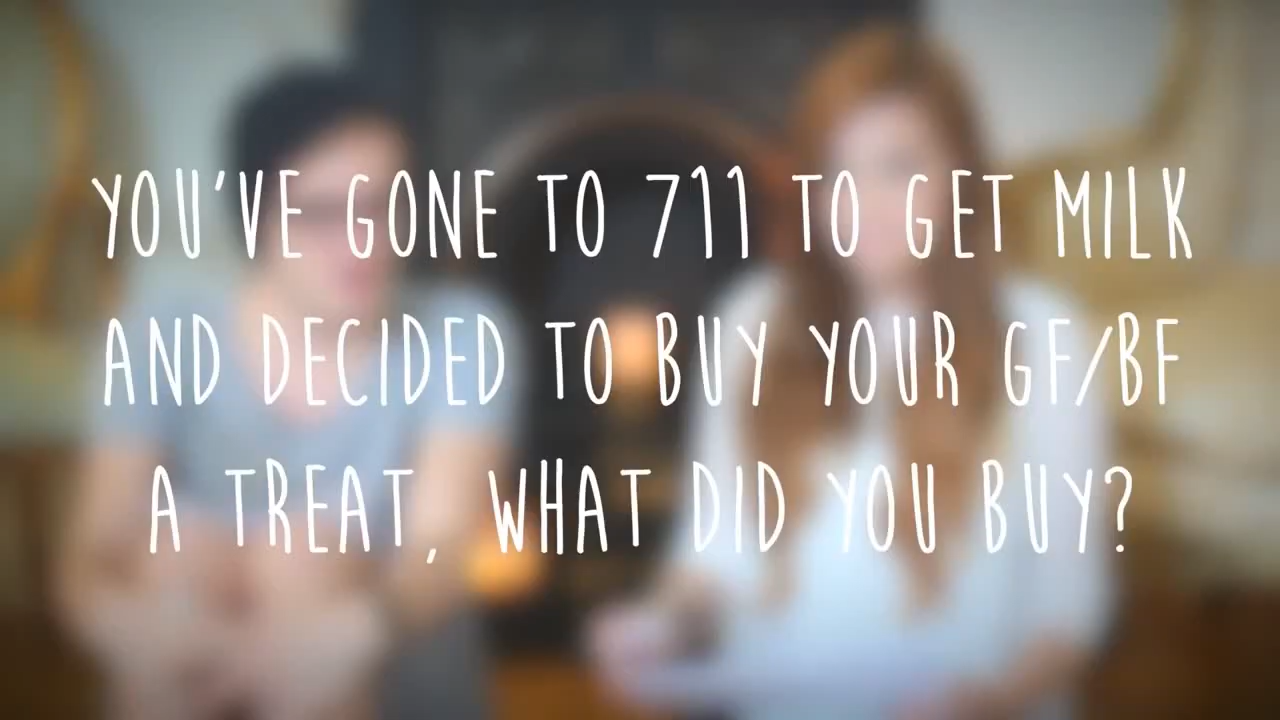 YOU'VE GONE TO 711 TO GET MILK
AND DECIDED TO BUY YOUR GF/BF
A TREAT, WHAT DID YOU BUY?